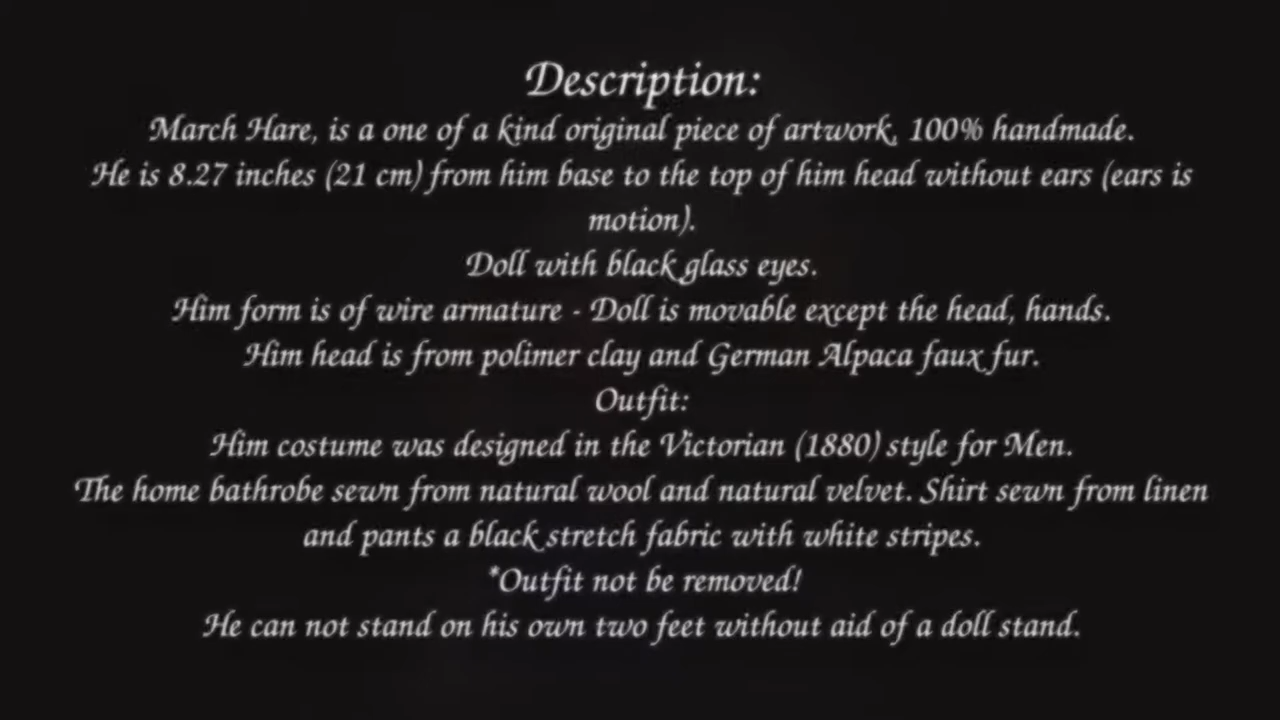 Description:
March Hare, is a one of a kind original piece of artwork, 100% handmade.
He is 8.27 inches (21 cm) from him base to the top of him head without ears (ears is
motion).
Doll with black glass eyes.
Him form is of wire armature - Doll is movable except the head, hands.
Him head is from polimer clay and German Alpaca faux fur.
Outfit:
Him costume was designed in the Victorian (1880) style for Men.
The home bathrobe sewn from natural wool and natural velvet. Shirt sewn from linen
and pants a black stretch fabric with white stripes.
*Outfit not be removed!
He can not stand on his own two feet without aid of a doll stand.